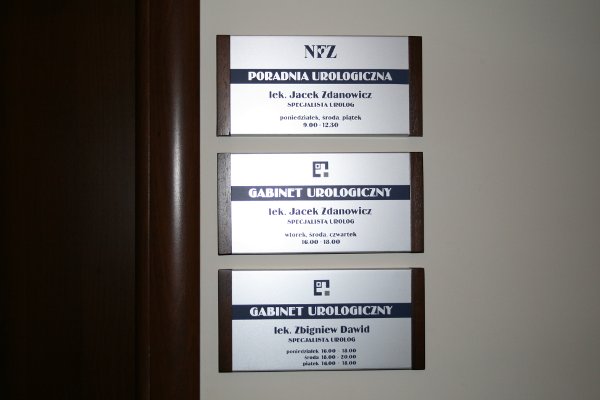 NFZ
PORADNIA UROLOGICZNA
lek. Jacek Zdanowicz
SPECJALISTA UROLOG
poniedziałek, środa, piątek
9.00 - 12.30
GABINET UROLOGICZNY
lek. Jacek Zdanowicz
SPECJALISTA UROLOG
wtorek, środa, czwartek
16.00 - 18.00
GABINET UROLOGICZNY
lek. Zbigniew Dawid
SPECJALISTA UROLOG
poniedziałek 16.00 - 18.00
środa 18.00 - 20.00
piątek 16.00 - 18.00